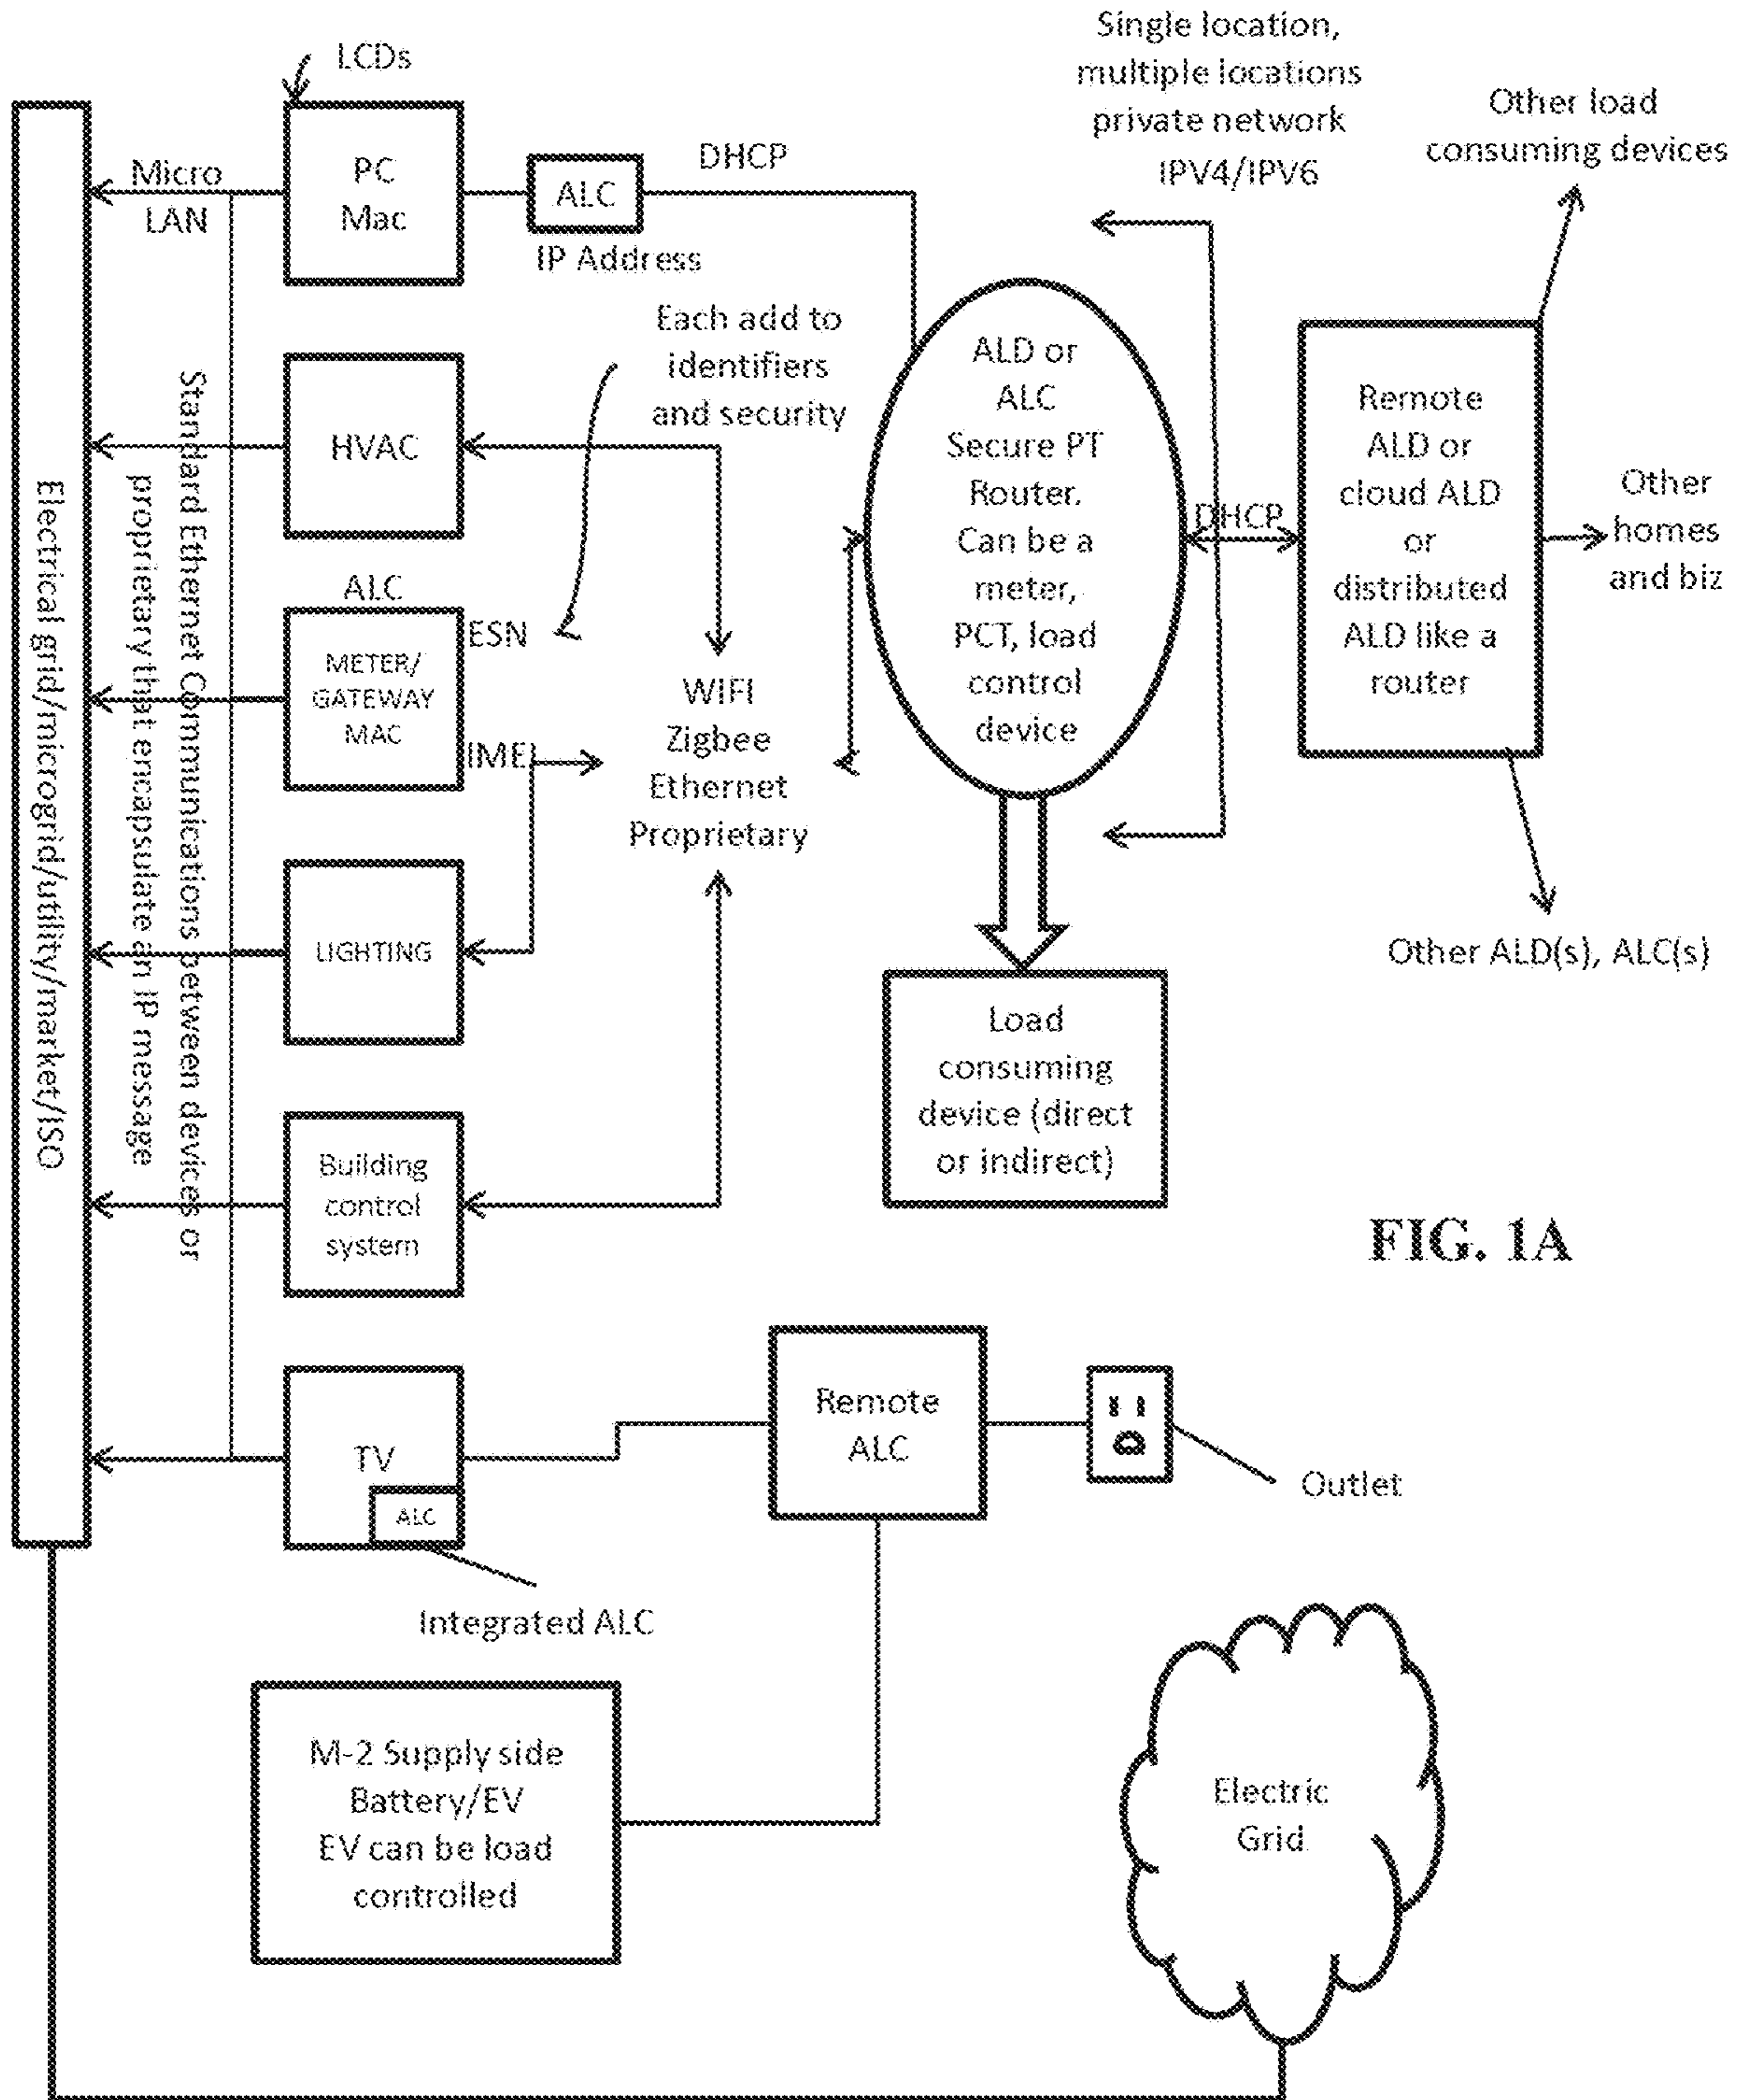 LCDs
Single location,
multiple locations
private network
IPV4/IPV6
Other load
consuming devices
Micro
LAN
PC
Mac
ALC
IP Address
DHCP
Each add to
identifiers
and security
HVAC
ALC
METER/
GATEWAY
MAC
ESN
IMEI
LIGHTING
Building
control
system
WIFI
Zigbee
Ethernet
Proprietary
ALD or
ALC
Secure PT
Router.
Can be a
meter,
PCT, load
control
device
DHCP
Remote
ALD or
cloud ALD
or
distributed
ALD like a
router
Other
homes
and biz
Other ALD(s), ALC(s)
Load
consuming
device (direct
or indirect)
Electrical grid/microgrid/utility/market/ISO
Standard Ethernet Communications between devices or
proprietary that encapsulate an IP message
FIG. 1A
TV
ALC
Integrated ALC
Remote
ALC
Outlet
M-2 Supply side
Battery/EV
EV can be load
controlled
Electric
Grid